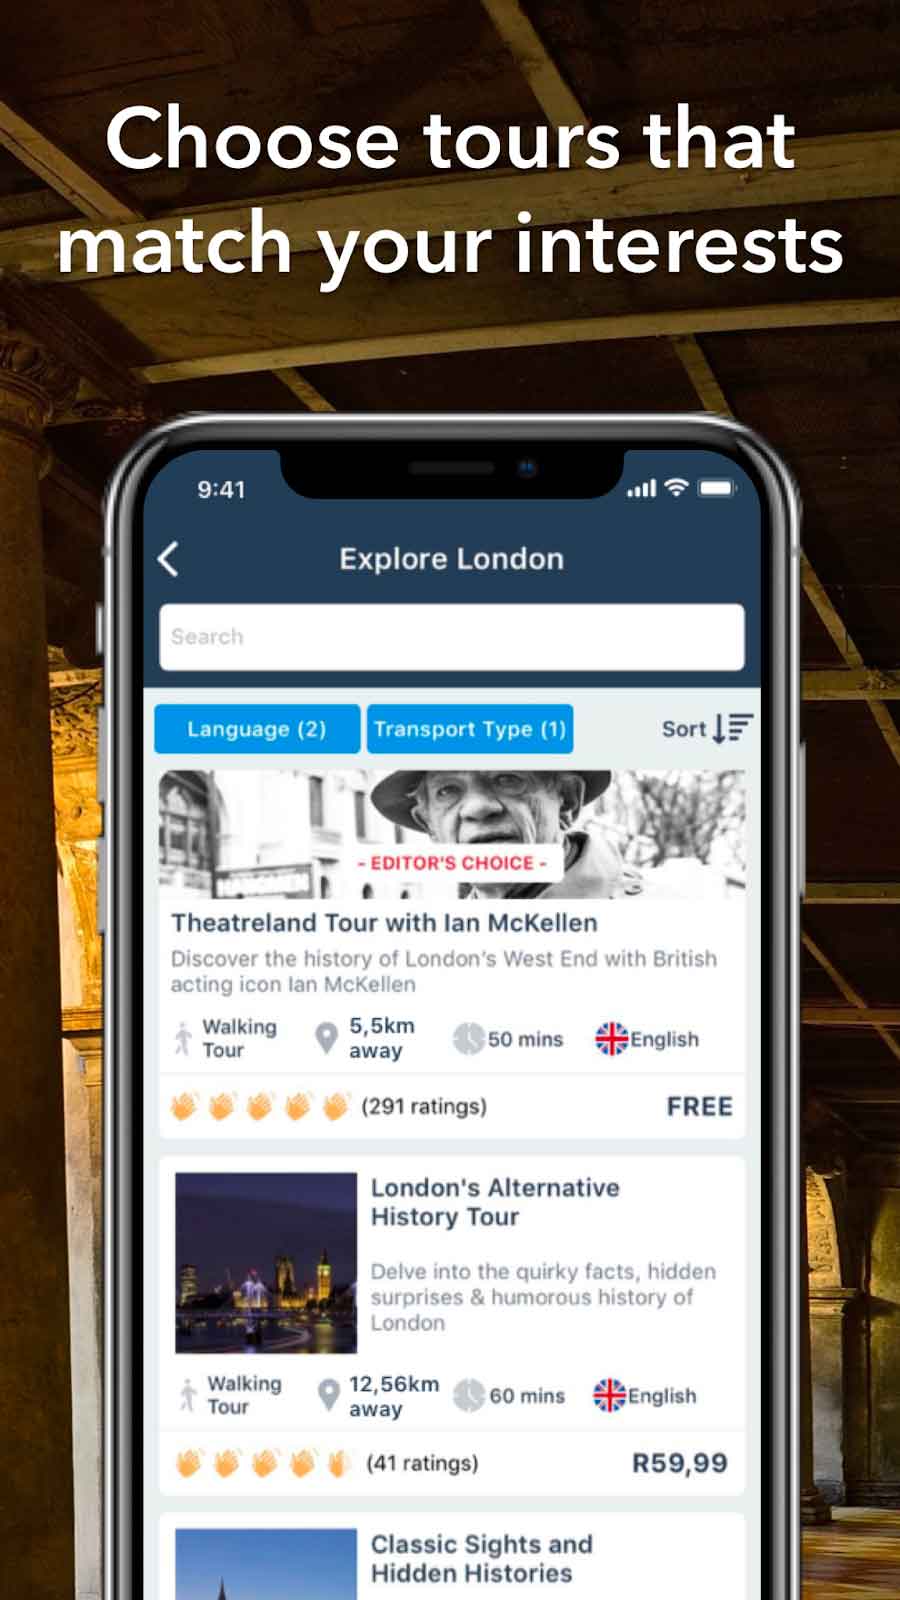 Choose tours that
match your interests
9:41
Explore London
Search
Language (2)
Transport Type (1)
Sort
- EDITOR'S CHOICE -
Theatreland Tour with Ian McKellen
Discover the history of London's West End with British
acting icon Ian McKellen
Walking
Tour
5,5km
away
50 mins
English
(291 ratings)
FREE
London's Alternative
History Tour
Delve into the quirky facts, hidden
surprises & humorous history of
London
Walking
Tour
12,56km
away
60 mins
English
(41 ratings)
R59,99
Classic Sights and
Hidden Histories